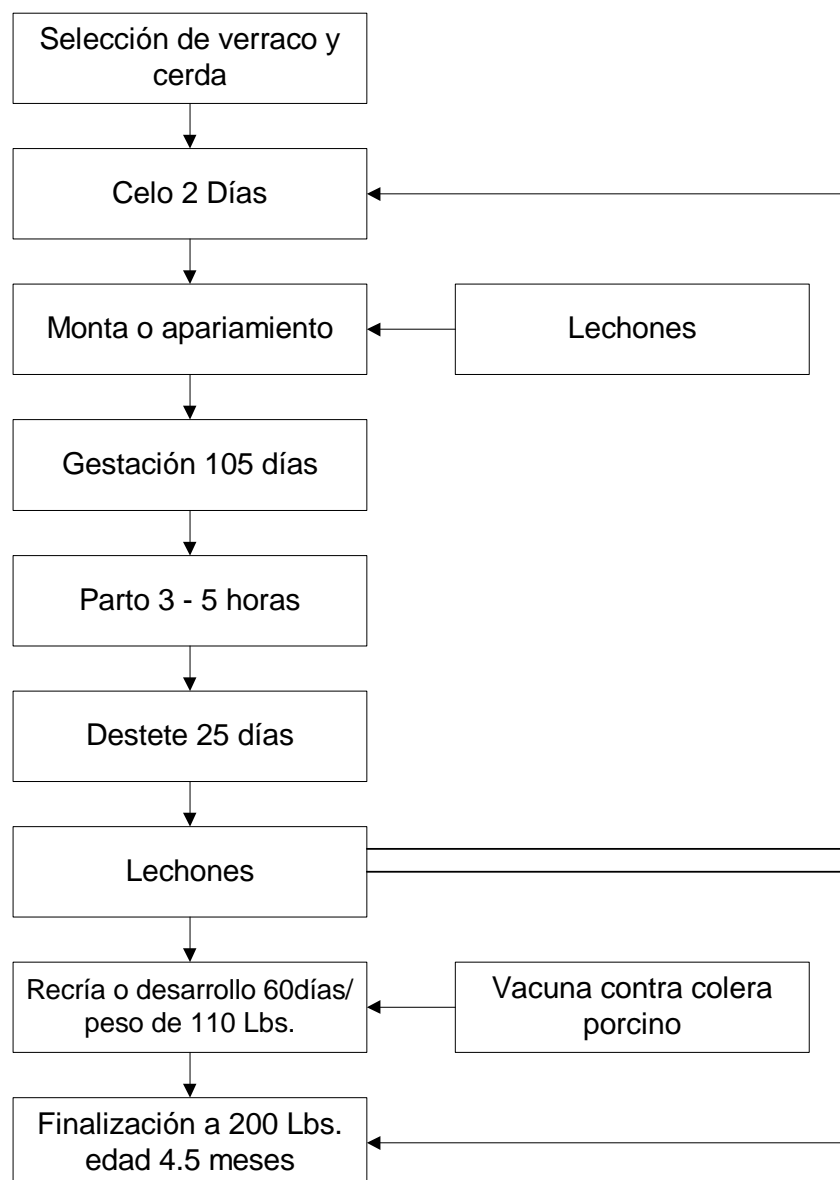 Selección de verraco y
cerda
Celo 2 Días
Monta o apariamiento
Lechones
Gestación 105 días
Parto 3 - 5 horas
Destete 25 días
Lechones
Recría o desarrollo 60días/
peso de 110 Lbs.
Vacuna contra colera
porcino
Finalización a 200 Lbs.
edad 4.5 meses